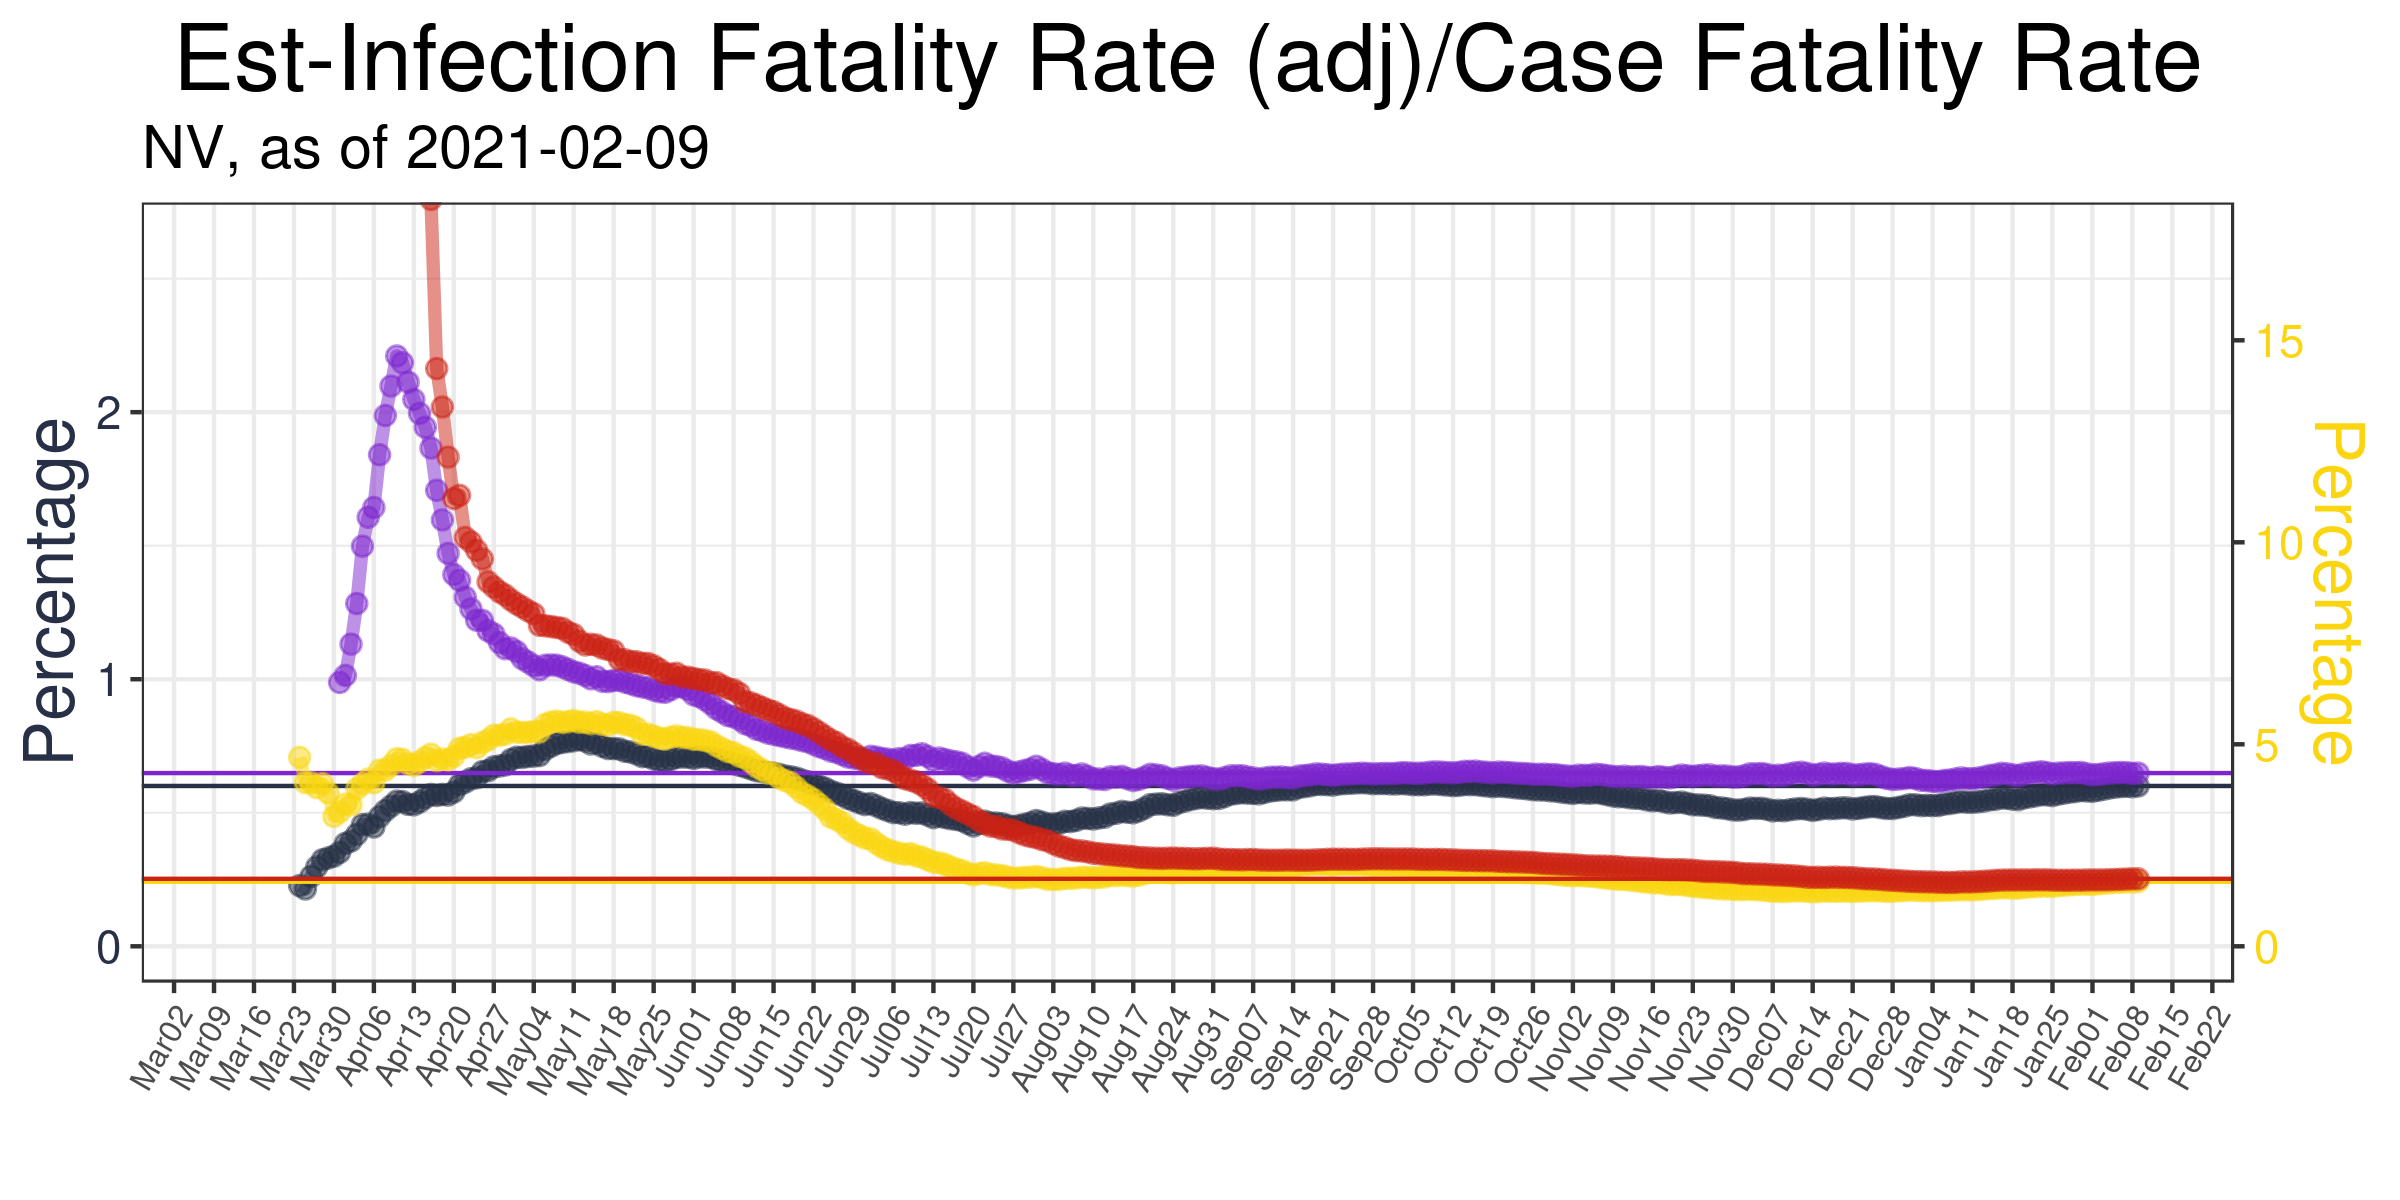 Est-Infection Fatality Rate (adj)/Case Fatality Rate
NV, as of 2021-02-09
Percentage
2
1
0
15
10
5
0
Percentage
Mar02
Mar09
Mar16
Mar23
Mar30
Apr06
Apr13
Apr20
Apr27
May04
May11
May18
May25
Jun01
Jun08
Jun15
Jun22
Jun29
Jul06
Jul13
Jul20
Jul27
Aug03
Aug10
Aug17
Aug24
Aug31
Sep07
Sep14
Sep21
Sep28
Oct05
Oct12
Oct19
Oct26
Nov02
Nov09
Nov16
Nov23
Nov30
Dec07
Dec14
Dec21
Dec28
Jan04
Jan11
Jan18
Jan25
Feb01
Feb08
Feb15
Feb22